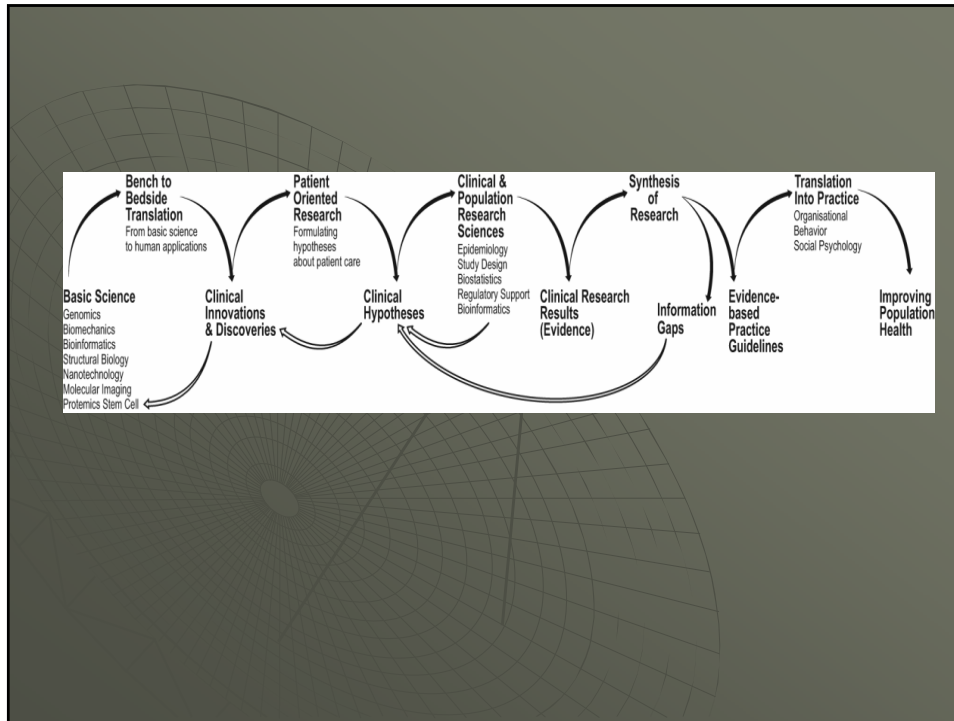 Bench to
Bedside
Translation
From basic science
to human applications
Patient
Oriented
Research
Formulating
hypotheses
about patient care
Clinical &
Population
Research
Sciences
Epidemiology
Study Design
Biostatistics
Regulatory Support
Bioinformatics
Synthesis
of
Research
Translation
Into Practice
Organisational
Behavior
Social Psychology
Basic Science
Genomics
Biomechanics
Bioinformatics
Structural Biology
Nanotechnology
Molecular Imaging
Protemics Stem Cell
Clinical
Innovations
& Discoveries
Clinical
Hypotheses
Clinical Research
Results
(Evidence)
Information
Gaps
Evidence-
based
Practice
Guidelines
Improving
Population
Health